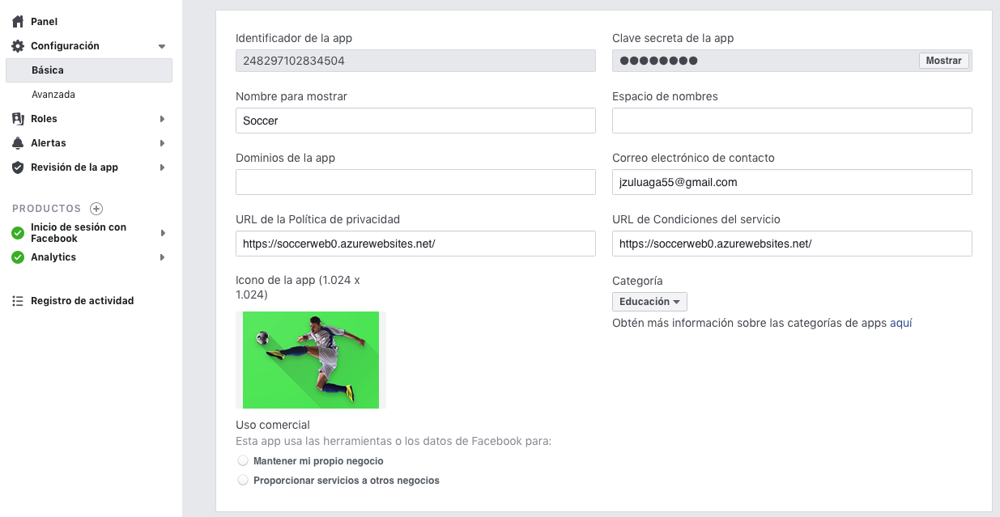 Panel
Configuración
Básica
Avanzada
Roles
Alertas
Revisión de la app
PRODUCTOS
Inicio de sesión con
Facebook
Analytics
Registro de actividad
Identificador de la app
248297102834504
Clave secreta de la app
●●●●●●●●
Mostrar
Nombre para mostrar
Soccer
Espacio de nombres
Dominios de la app
Correo electrónico de contacto
jzuluaga55@gmail.com
URL de la Política de privacidad
https://soccerweb0.azurewebsites.net/
URL de Condiciones del servicio
https://soccerweb0.azurewebsites.net/
Icono de la app (1.024 x
1.024)
Categoría
Educación
Obtén más información sobre las categorías de apps aquí
Uso comercial
Esta app usa las herramientas o los datos de Facebook para:
Mantener mi propio negocio
Proporcionar servicios a otros negocios